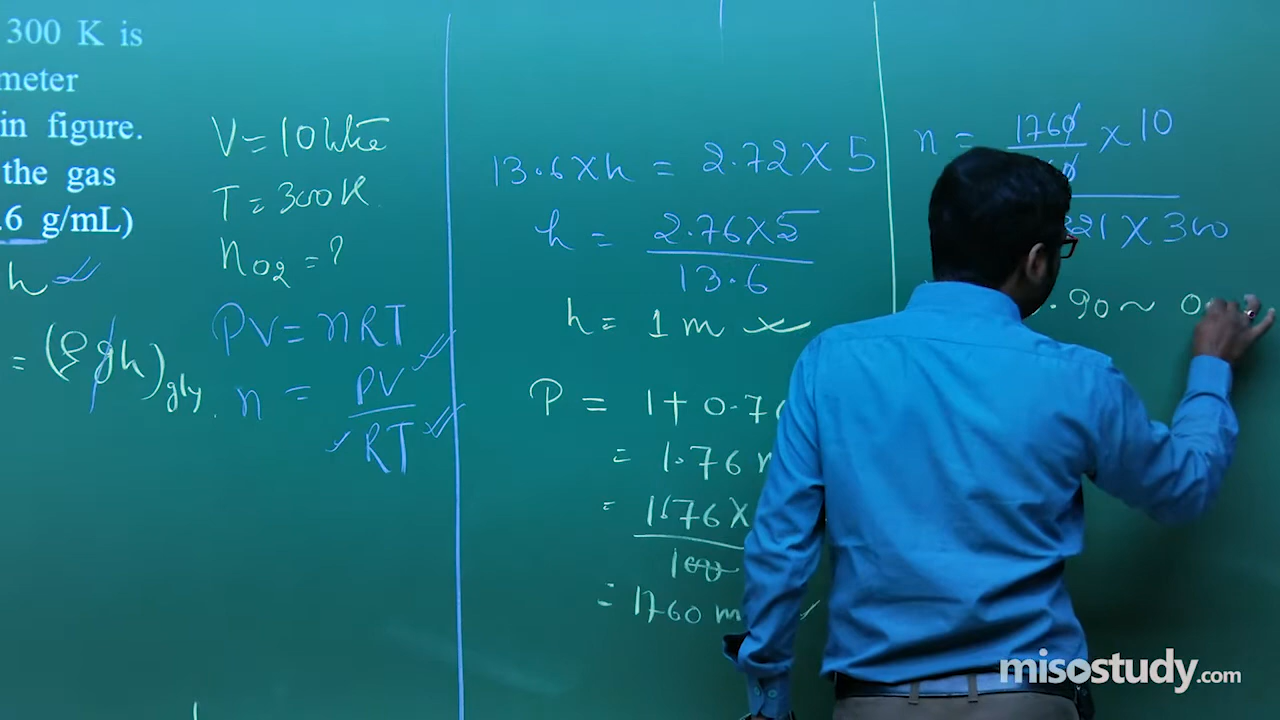 300 K is
meter
in figure.
the gas
.6 g/mL)
h
= (ρgh)gly.
V = 10 litre
T = 300 K.
nO2 = ?
PV = nRT
n = PV / RT
13.6 × h = 2.72 × 5
h = 2.76×5 / 13.6
h = 1 m
P = 1 + 0.76
= 1.76 m
= 1.76 ×
= 1760 m
n = 1760 × 10
21 × 300
.90 ~ 0
misostudy.com